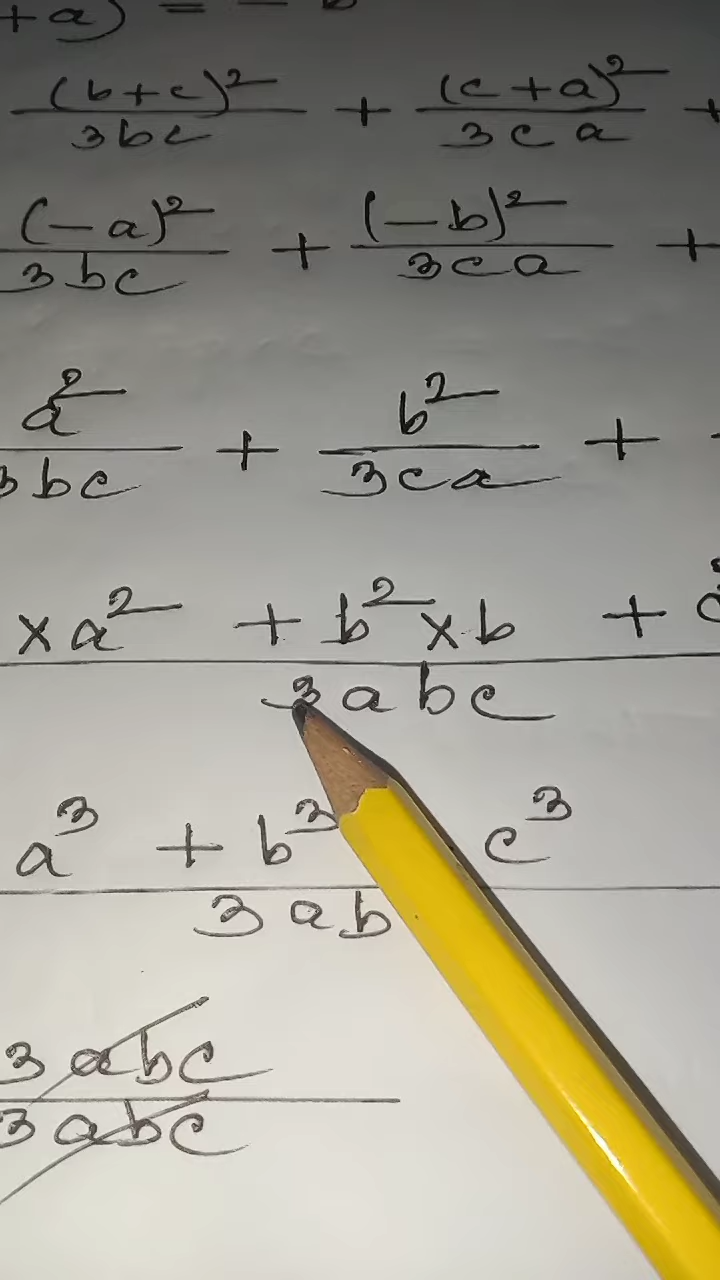 + a) = - b
(b+c)² / 3bc + (c+a)² / 3ca +
(-a)² / 3bc + (-b)² / 3ca +
a² / 3bc + b² / 3ca +
×a² + b²×b +
3abc
a³ + b³ c³
3ab
3abc
3abc